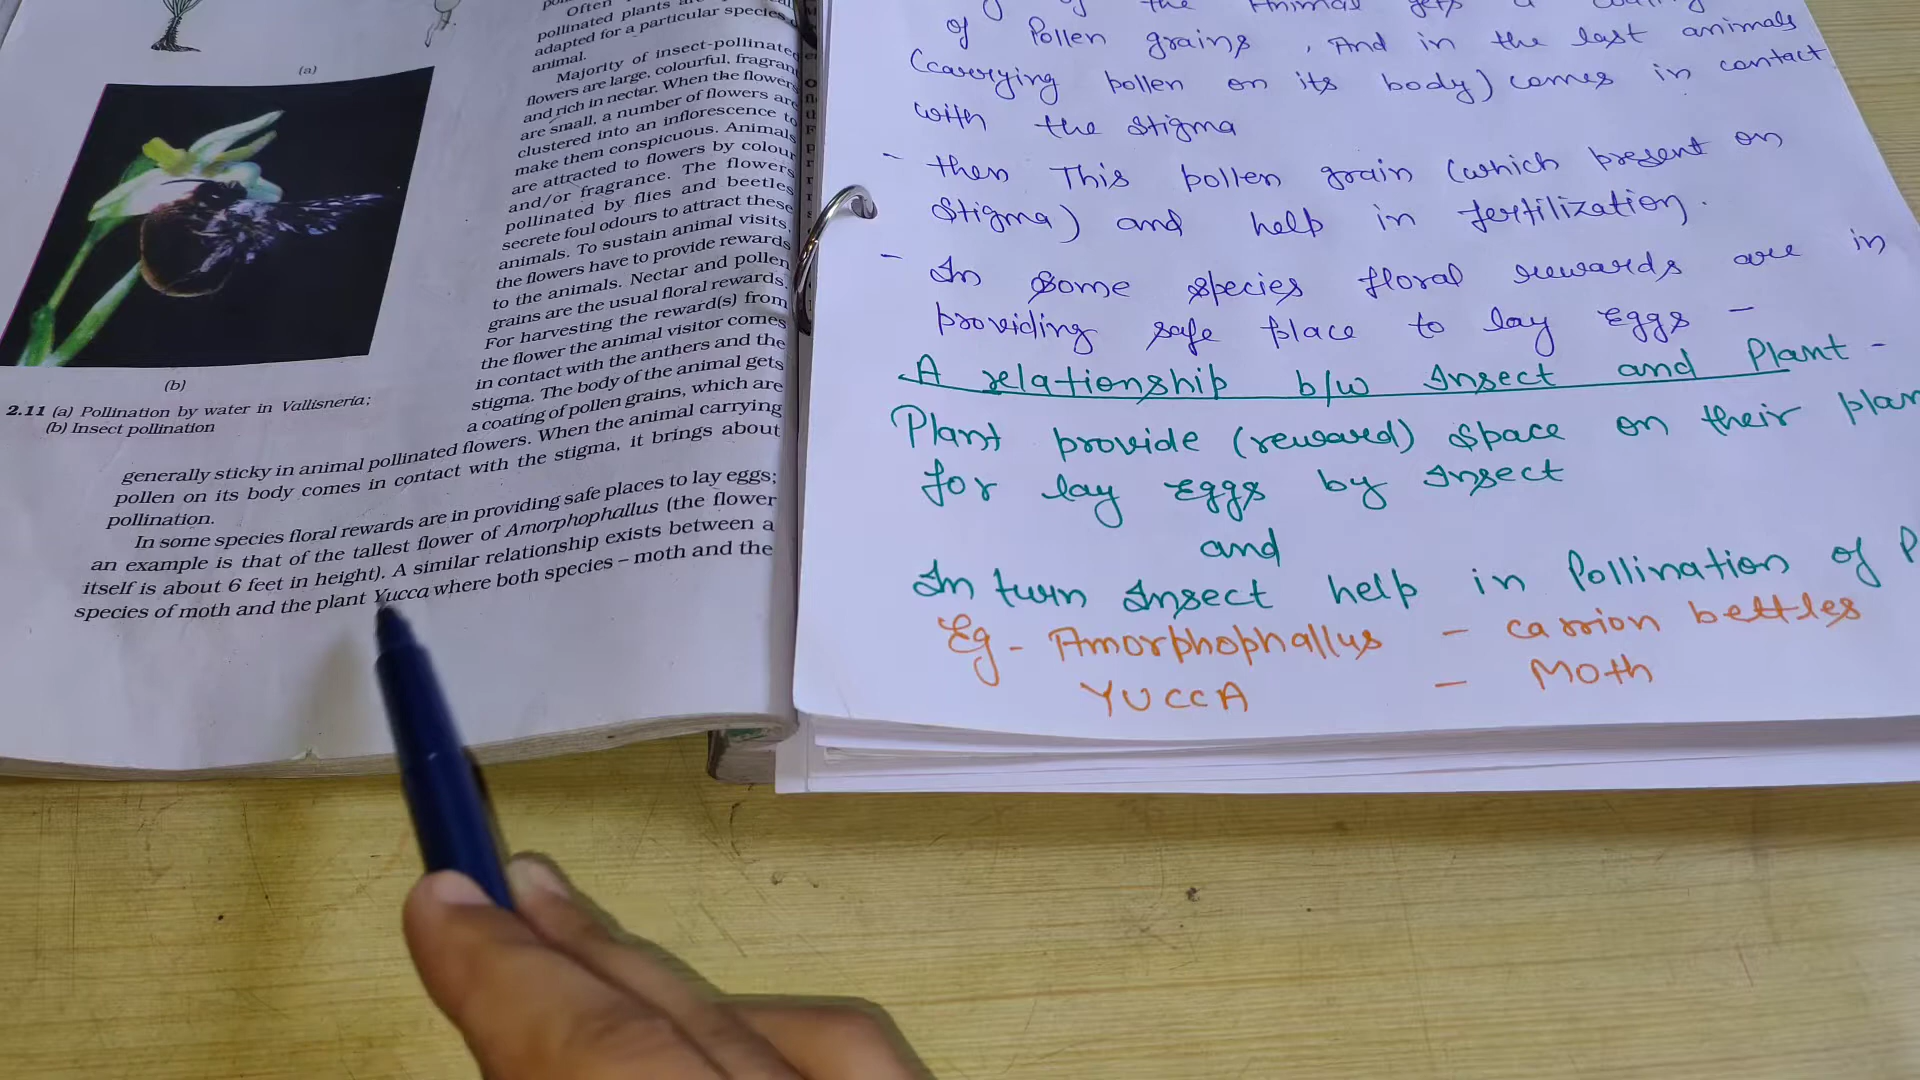 (a)
Often
pollinated plants are
adapted for a particular species
animal.
Majority of insect-pollinated
flowers are large, colourful, fragrant
and rich in nectar. When the flowers
are small, a number of flowers are
clustered into an inflorescence to
make them conspicuous. Animals
are attracted to flowers by colour
and/or fragrance. The flowers
pollinated by flies and beetles
secrete foul odours to attract these
animals. To sustain animal visits,
the flowers have to provide rewards
to the animals. Nectar and pollen
grains are the usual floral rewards.
For harvesting the reward(s) from
the flower the animal visitor comes
in contact with the anthers and the
stigma. The body of the animal gets
a coating of pollen grains, which are
(b)
2.11 (a) Pollination by water in Vallisneria;
(b) Insect pollination
generally sticky in animal pollinated flowers. When the animal carrying
pollen on its body comes in contact with the stigma, it brings about
pollination.
In some species floral rewards are in providing safe places to lay eggs;
an example is that of the tallest flower of Amorphophallus (the flower
itself is about 6 feet in height). A similar relationship exists between a
species of moth and the plant Yucca where both species – moth and the
the Animal gets a
of Pollen grains , And in the last animals
(carrying pollen on its body) comes in contact
with the stigma
- then This pollen grain (which present on
stigma) and help in fertilization.
- In some species floral rewards are in
providing safe place to lay Eggs –
A relationship b/w Insect and Plant -
Plant provide (reward) space on their plan
for lay Eggs by Insect
and
In turn Insect help in Pollination of P
Eg - Amorphophallus - carrion bettles
YUCCA - Moth